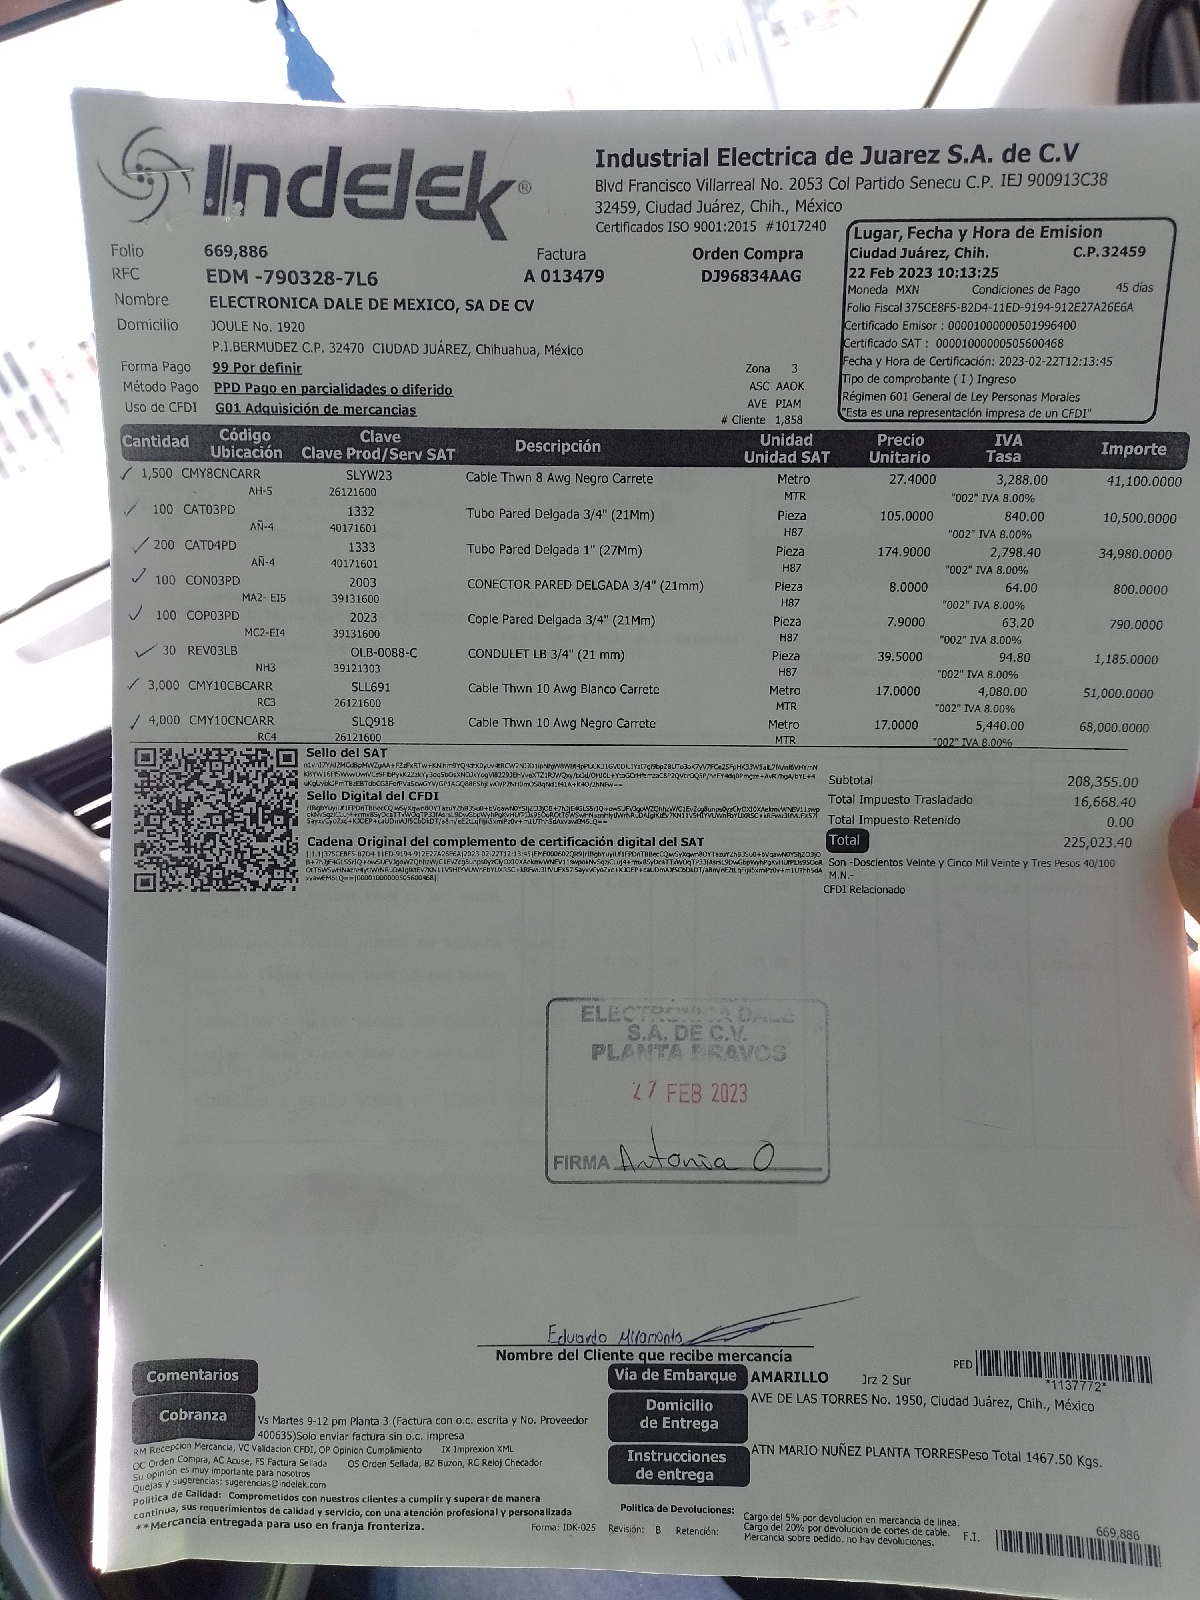 Indelek®
Industrial Electrica de Juarez S.A. de C.V
Blvd Francisco Villarreal No. 2053 Col Partido Senecu C.P. IEJ 900913C38
32459, Ciudad Juárez, Chih., México
Certificados ISO 9001:2015 #1017240
Folio 669,886 Factura Orden Compra
RFC EDM -790328-7L6 A 013479 DJ96834AAG
Nombre ELECTRONICA DALE DE MEXICO, SA DE CV
Domicilio JOULE No. 1920
P.I.BERMUDEZ C.P. 32470 CIUDAD JUÁREZ, Chihuahua, México
Forma Pago 99 Por definir
Método Pago PPD Pago en parcialidades o diferido
Uso de CFDI G01 Adquisición de mercancias
Zona 3
ASC AAOK
AVE PIAM
# Cliente 1,858
Lugar, Fecha y Hora de Emision
Ciudad Juárez, Chih. C.P.32459
22 Feb 2023 10:13:25
Moneda MXN Condiciones de Pago 45 días
Folio Fiscal 375CE8F5-B2D4-11ED-9194-912E27A26E6A
Certificado Emisor : 00001000000501996400
Certificado SAT : 00001000000505600468
Fecha y Hora de Certificación: 2023-02-22T12:13:45
Tipo de comprobante ( I ) Ingreso
Régimen 601 General de Ley Personas Morales
"Esta es una representación impresa de un CFDI"
Cantidad Código Clave Descripción Unidad Precio IVA Importe
Ubicación Clave Prod/Serv SAT Unidad SAT Unitario Tasa
1,500 CMY8CNCARR SLYW23 Cable Thwn 8 Awg Negro Carrete Metro 27.4000 3,288.00 41,100.0000
AH-5 26121600 MTR "002" IVA 8.00%
100 CAT03PD 1332 Tubo Pared Delgada 3/4" (21Mm) Pieza 105.0000 840.00 10,500.0000
AÑ-4 40171601 H87 "002" IVA 8.00%
200 CAT04PD 1333 Tubo Pared Delgada 1" (27Mm) Pieza 174.9000 2,798.40 34,980.0000
AÑ-4 40171601 H87 "002" IVA 8.00%
100 CON03PD 2003 CONECTOR PARED DELGADA 3/4" (21mm) Pieza 8.0000 64.00 800.0000
MA2- EI5 39131600 H87 "002" IVA 8.00%
100 COP03PD 2023 Cople Pared Delgada 3/4" (21Mm) Pieza 7.9000 63.20 790.0000
MC2-EI4 39131600 H87 "002" IVA 8.00%
30 REV03LB OLB-0088-C CONDULET LB 3/4" (21 mm) Pieza 39.5000 94.80 1,185.0000
NH3 39121303 H87 "002" IVA 8.00%
3,000 CMY10CBCARR SLL691 Cable Thwn 10 Awg Blanco Carrete Metro 17.0000 4,080.00 51,000.0000
RC3 26121600 MTR "002" IVA 8.00%
4,000 CMY10CNCARR SLQ918 Cable Thwn 10 Awg Negro Carrete Metro 17.0000 5,440.00 68,000.0000
RC4 26121600 MTR "002" IVA 8.00%
Sello del SAT
Sello Digital del CFDI
Cadena Original del complemento de certificación digital del SAT
Subtotal 208,355.00
Total Impuesto Trasladado 16,668.40
Total Impuesto Retenido 0.00
Total 225,023.40
Son -Doscientos Veinte y Cinco Mil Veinte y Tres Pesos 40/100
M.N.-
CFDI Relacionado
ELECTRONICA DALE
S.A. DE C.V.
PLANTA BRAVOS
27 FEB 2023
FIRMA Antonia O
Eduardo Miramonts
Nombre del Cliente que recibe mercancía
Comentarios
Cobranza Vs Martes 9-12 pm Planta 3 (Factura con o.c. escrita y No. Proveedor
400635)Solo enviar factura sin o.c. impresa
RM Recepcion Mercancia, VC Validacion CFDI, OP Opinion Cumplimiento IX Imprexion XML
OC Orden Compra, AC Acuse, FS Factura Sellada OS Orden Sellada, BZ Buzon, RC Reloj Checador
Su opinión es muy importante para nosotros
Quejas y sugerencias: sugerencias@indelek.com
Politica de Calidad: Comprometidos con nuestros clientes a cumplir y superar de manera
continua, sus requerimientos de calidad y servicio, con una atención profesional y personalizada
**Mercancia entregada para uso en franja fronteriza.
Forma: IDK-025 Revisión: B Retención:
Vía de Embarque AMARILLO Jrz 2 Sur
PED *1137772*
Domicilio de Entrega AVE DE LAS TORRES No. 1950, Ciudad Juárez, Chih., México
Instrucciones de entrega ATN MARIO NUÑEZ PLANTA TORRESPeso Total 1467.50 Kgs.
Politica de Devoluciones: Cargo del 5% por devolucion en mercancia de linea.
Cargo del 20% por devolucion de cortes de cable.
Mercancia sobre pedido, no hay devoluciones.
F.I. 669,886